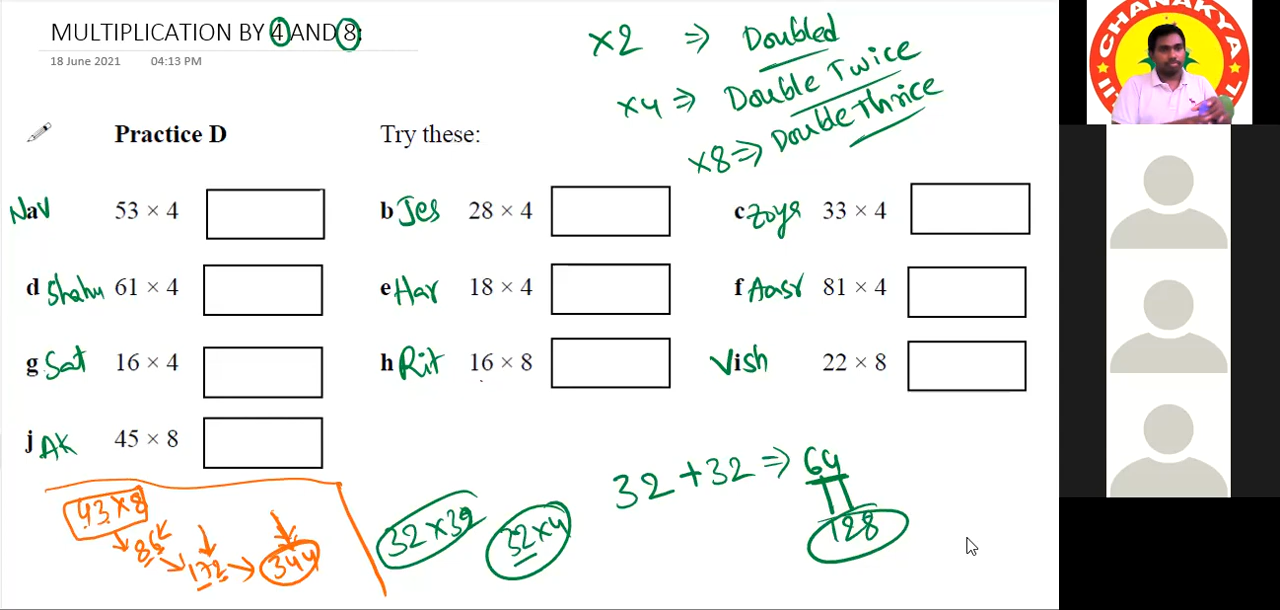 MULTIPLICATION BY 4 AND 8:
18 June 2021 04:13 PM
×2 ⇒ Doubled
×4 ⇒ Double Twice
×8 ⇒ Double Thrice
CHANAKYA
Practice D Try these:
Nav a 53 × 4
b Jes 28 × 4
c Zoya 33 × 4
d Shahu 61 × 4
e Har 18 × 4
f Aasr 81 × 4
g Sat 16 × 4
h Rit 16 × 8
Vish 22 × 8
j AK 45 × 8
43×8
86 172 → 344
32×32
32×4
32+32 ⇒ 64
128